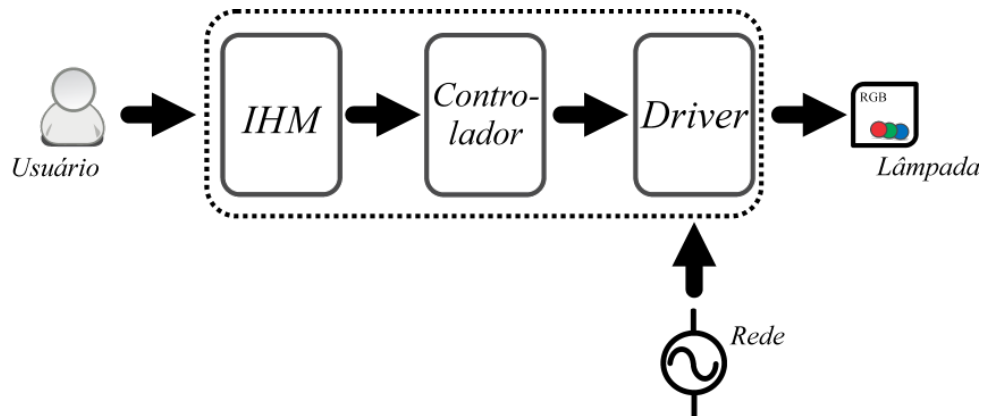 Usuário
IHM
Contro-
lador
Driver
RGB
Lâmpada
Rede